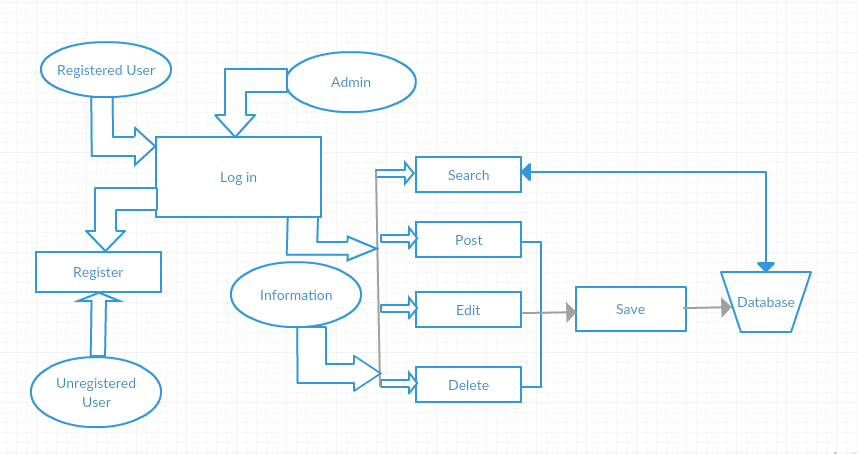 Registered User
Admin
Log in
Search
Post
Register
Information
Edit
Save
Database
Delete
Unregistered
User